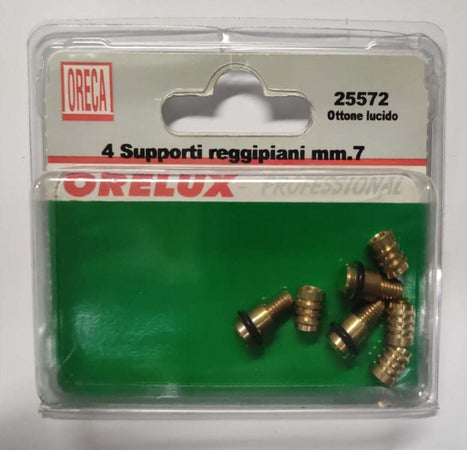 ORECA
25572
Ottone lucido
4 Supporti reggipiani mm.7
ORELUX PROFESSIONAL